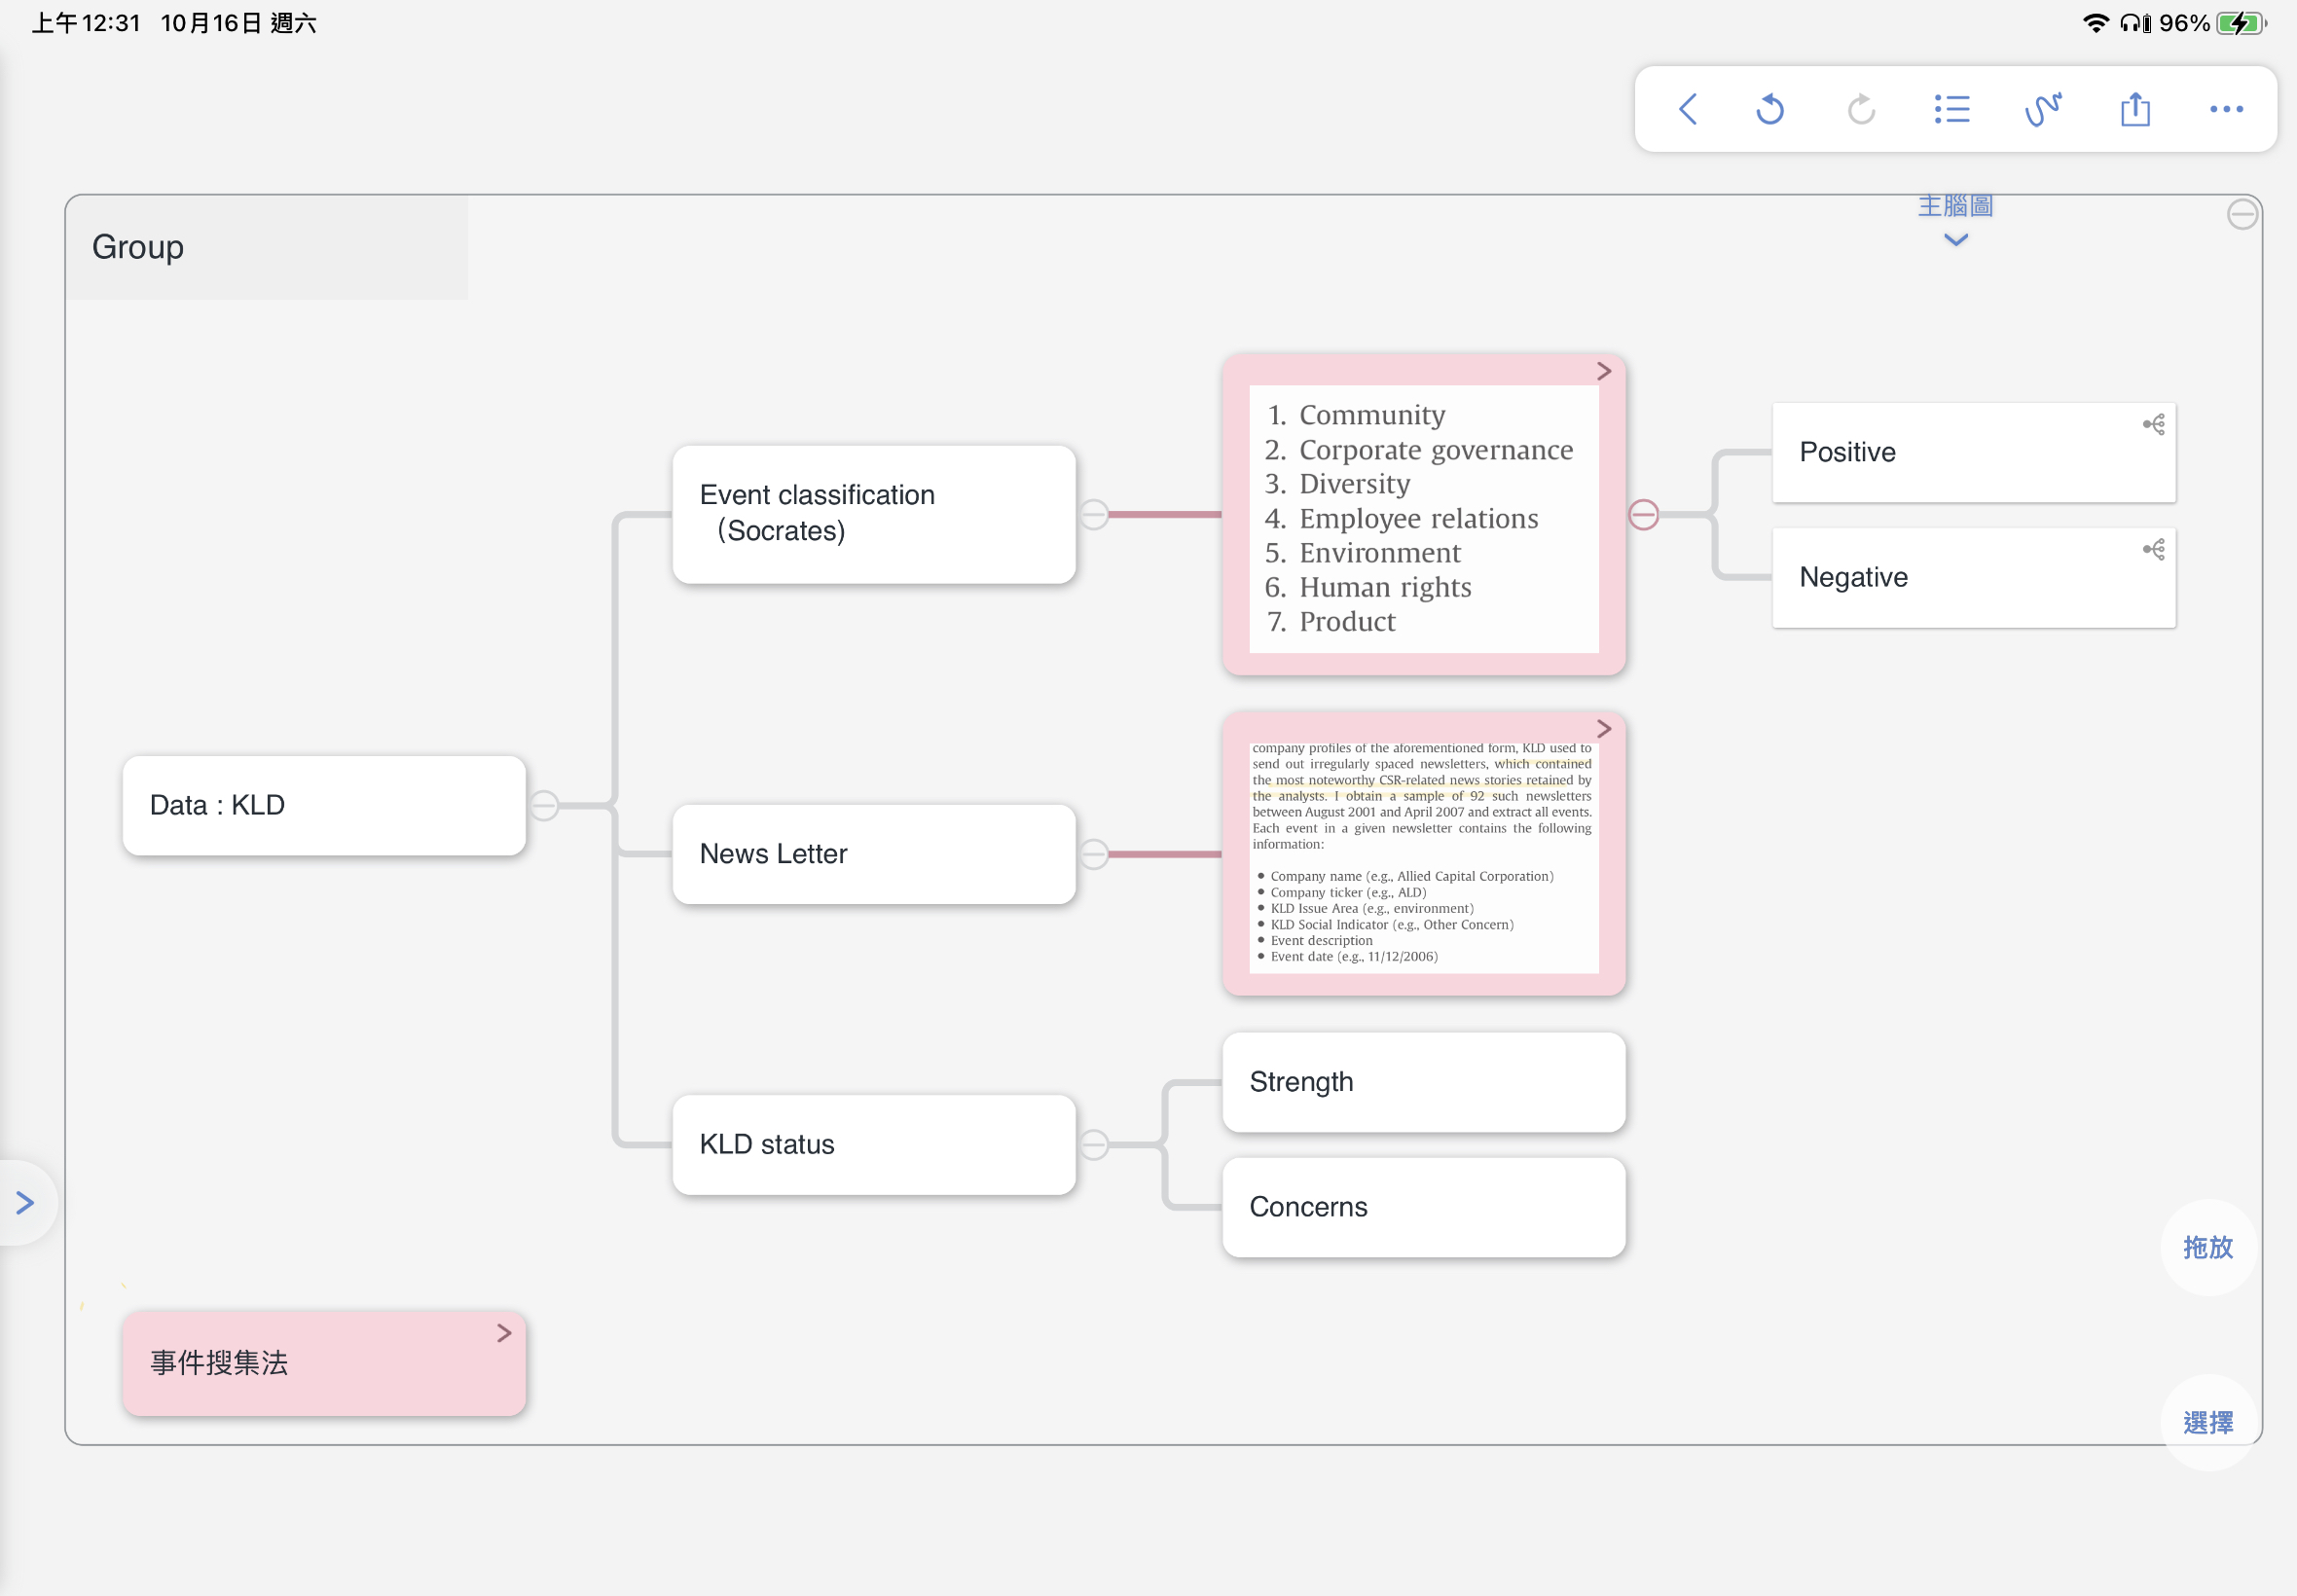 上午12:31 10月16日 週六
96%
主腦圖
Group
Data : KLD
Event classification
（Socrates)
1. Community
2. Corporate governance
3. Diversity
4. Employee relations
5. Environment
6. Human rights
7. Product
Positive
Negative
News Letter
company profiles of the aforementioned form, KLD used to
send out irregularly spaced newsletters, which contained
the most noteworthy CSR-related news stories retained by
the analysts. I obtain a sample of 92 such newsletters
between August 2001 and April 2007 and extract all events.
Each event in a given newsletter contains the following
information:
• Company name (e.g., Allied Capital Corporation)
• Company ticker (e.g., ALD)
• KLD Issue Area (e.g., environment)
• KLD Social Indicator (e.g., Other Concern)
• Event description
• Event date (e.g., 11/12/2006)
KLD status
Strength
Concerns
事件搜集法
拖放
選擇